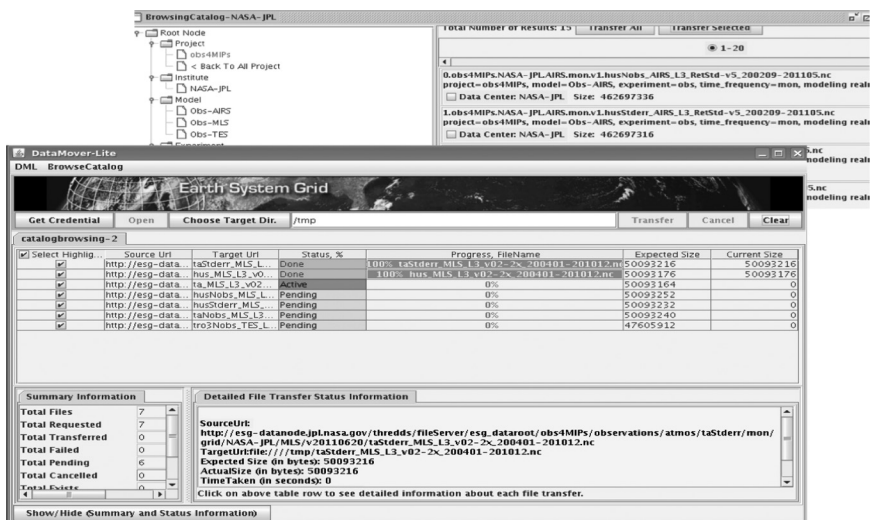 BrowsingCatalog-NASA-JPL
Root Node
Project
obs4MIPs
< Back To All Project
Institute
NASA-JPL
Model
Obs-AIRS
Obs-MLS
Obs-TES
Experiment
Total Number of Results: 15 Transfer All Transfer Selected
1-20
0.obs4MIPs.NASA-JPL.AIRS.mon.v1.husNobs_AIRS_L3_RetStd-v5_200209-201105.nc
project=obs4MIPs, model=Obs-AIRS, experiment=obs, time_frequency=mon, modeling realm
Data Center: NASA-JPL Size: 462697336
1.obs4MIPs.NASA-JPL.AIRS.mon.v1.husStderr_AIRS_L3_RetStd-v5_200209-201105.nc
project=obs4MIPs, model=Obs-AIRS, experiment=obs, time_frequency=mon, modeling realm
Data Center: NASA-JPL Size: 462697316
5.nc
modeling realm
05.nc
modeling realm
DataMover-Lite
DML BrowseCatalog
Earth System Grid
Get Credential Open Choose Target Dir. /tmp Transfer Cancel Clear
catalogbrowsing-2
Select Highlig... Source Url Target Url Status, % Progress, FileName Expected Size Current Size
http://esg-data... taStderr_MLS_L... Done 100% taStderr_MLS_L3_v02-2x_200401-201012.nc 50093216 50093216
http://esg-data... hus_MLS_L3_v0... Done 100% hus_MLS_L3_v02-2x_200401-201012.nc 50093176 50093176
http://esg-data... ta_MLS_L3_v02... Active 0% 50093164 0
http://esg-data... husNobs_MLS_L... Pending 0% 50093252 0
http://esg-data... husStderr_MLS_... Pending 0% 50093232 0
http://esg-data... taNobs_MLS_L3... Pending 0% 50093240 0
http://esg-data... tro3Nobs_TES_L... Pending 0% 47605912 0
Summary Information
Total Files 7
Total Requested 7
Total Transferred 0
Total Failed 0
Total Pending 6
Total Cancelled 0
Total Exists 0
Detailed File Transfer Status Information
SourceUrl:
http://esg-datanode.jpl.nasa.gov/thredds/fileServer/esg_dataroot/obs4MIPs/observations/atmos/taStderr/mon/
grid/NASA-JPL/MLS/v20110620/taStderr_MLS_L3_v02-2x_200401-201012.nc
TargetUrl:file:////tmp/taStderr_MLS_L3_v02-2x_200401-201012.nc
Expected Size (in bytes): 50093216
ActualSize (in bytes): 50093216
TimeTaken (in seconds): 0
Click on above table row to see detailed information about each file transfer.
Show/Hide (Summary and Status Information)